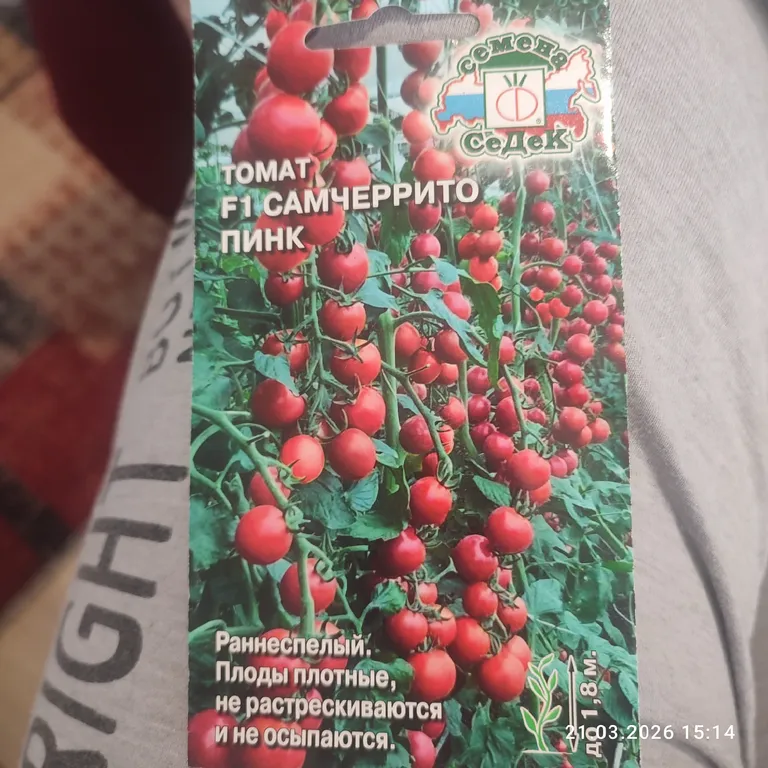 семена
СеДеК
®
ТОМАТ
F1 САМЧЕРРИТО
ПИНК
Раннеспелый.
Плоды плотные,
не растрескиваются
и не осыпаются.
до 1,8 м.
21.03.2026 15:14
RIGHT